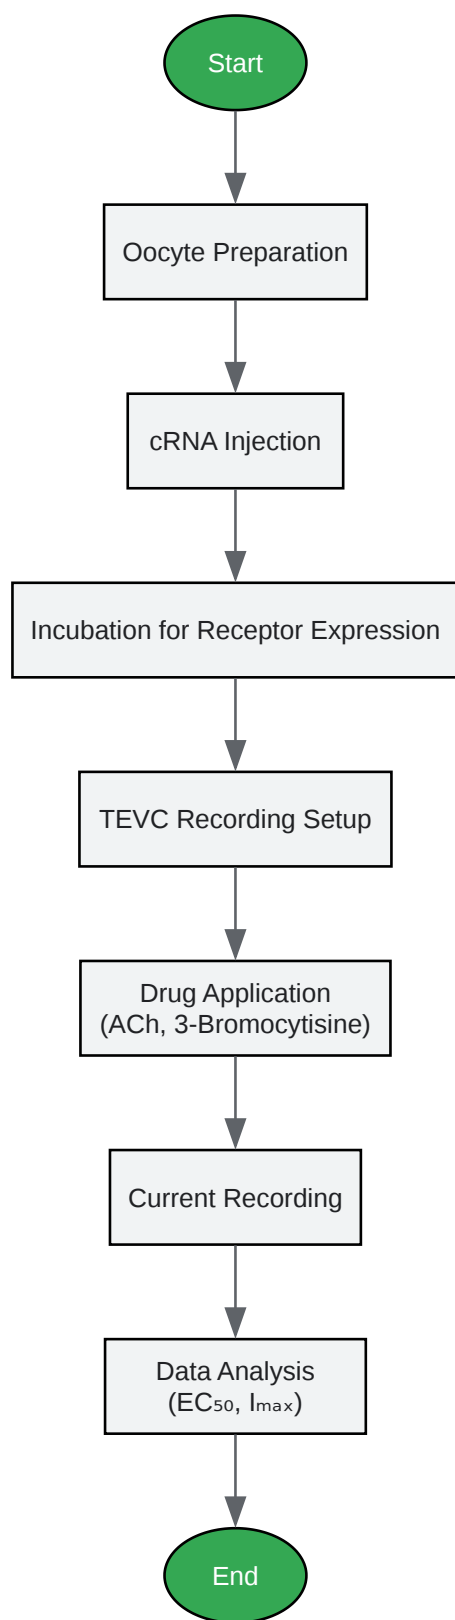 Start
Oocyte Preparation
cRNA Injection
Incubation for Receptor Expression
TEVC Recording Setup
Drug Application
(ACh, 3-Bromocytisine)
Current Recording
Data Analysis
(EC₅₀, Iₘₐₓ)
End